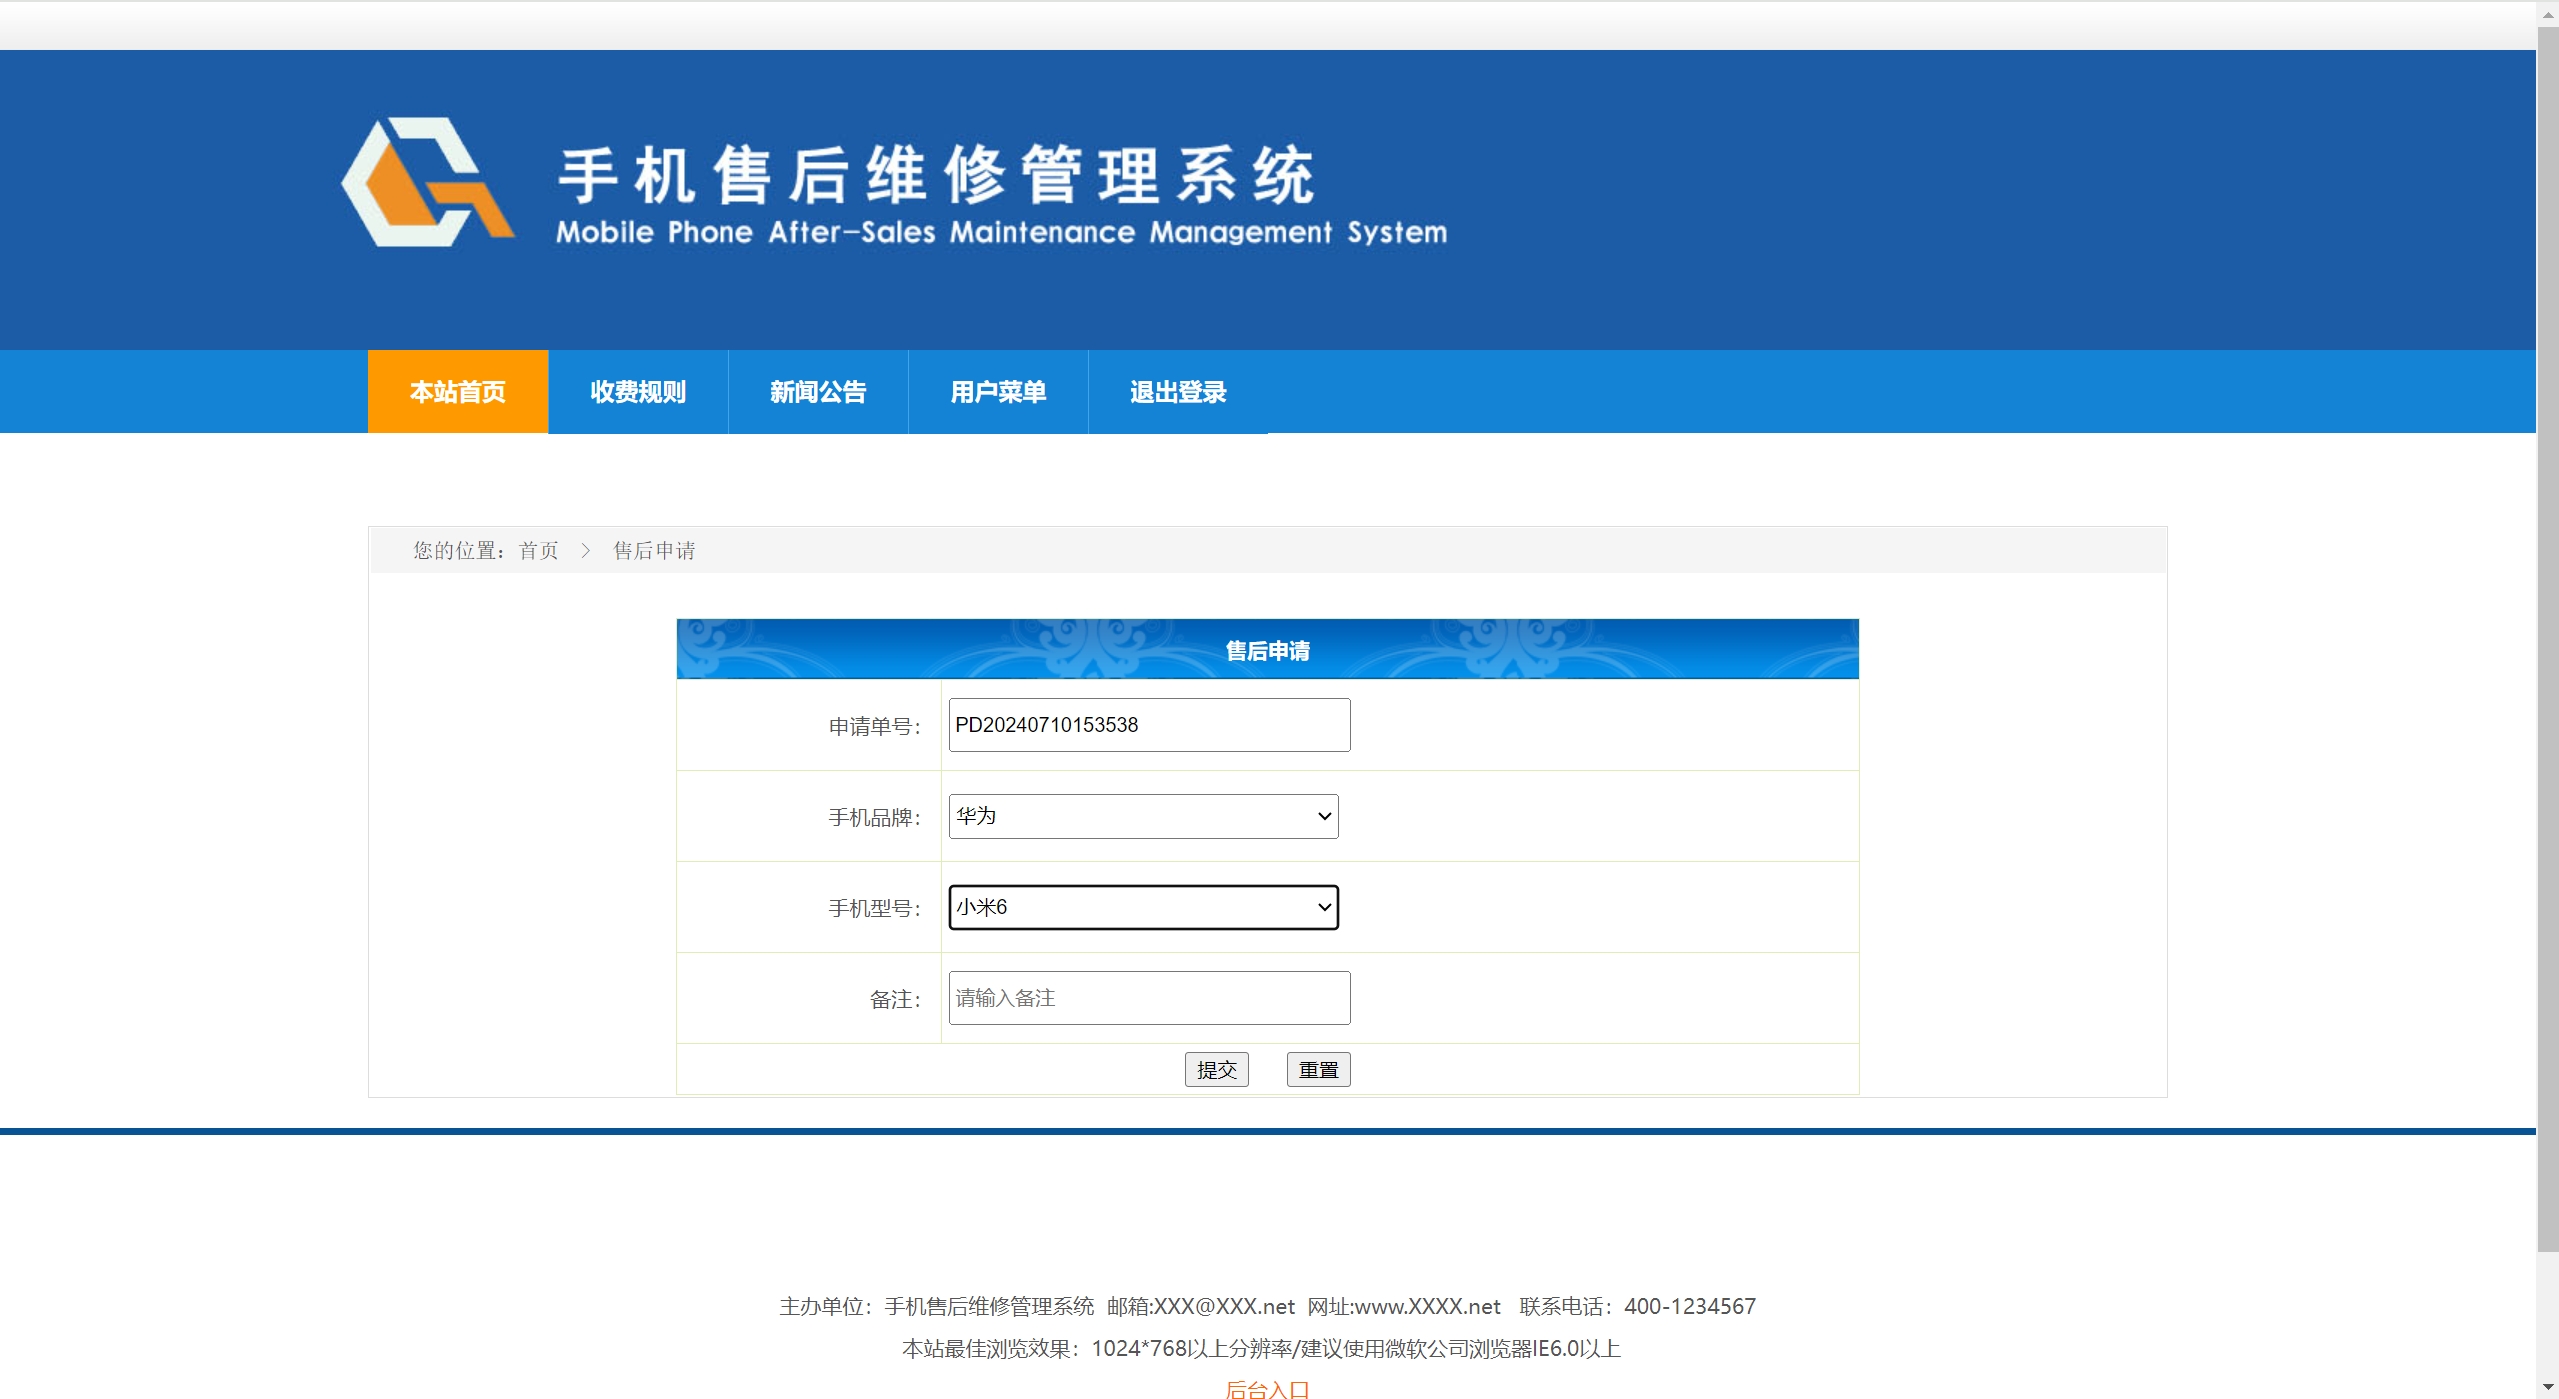 手机售后维修管理系统
Mobile Phone After-Sales Maintenance Management System
本站首页 收费规则 新闻公告 用户菜单 退出登录
您的位置：首页 > 售后申请
售后申请
申请单号： PD20240710153538
手机品牌： 华为
手机型号： 小米6
备注： 请输入备注
提交 重置
主办单位：手机售后维修管理系统 邮箱:XXX@XXX.net 网址:www.XXXX.net 联系电话：400-1234567
本站最佳浏览效果：1024*768以上分辨率/建议使用微软公司浏览器IE6.0以上
后台入口